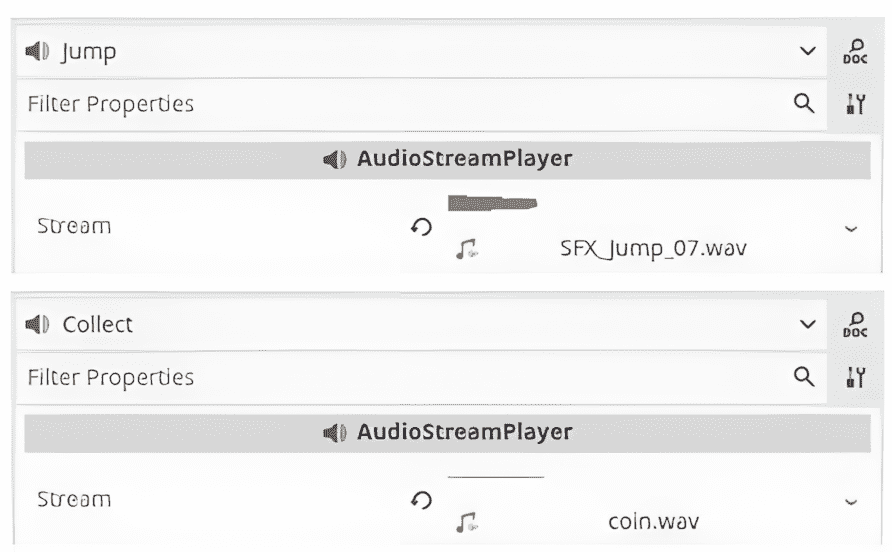 Jump
DOC
Filter Properties
AudioStreamPlayer
Stream
SFX_Jump_07.wav
Collect
DOC
Filter Properties
AudioStreamPlayer
Stream
coin.wav